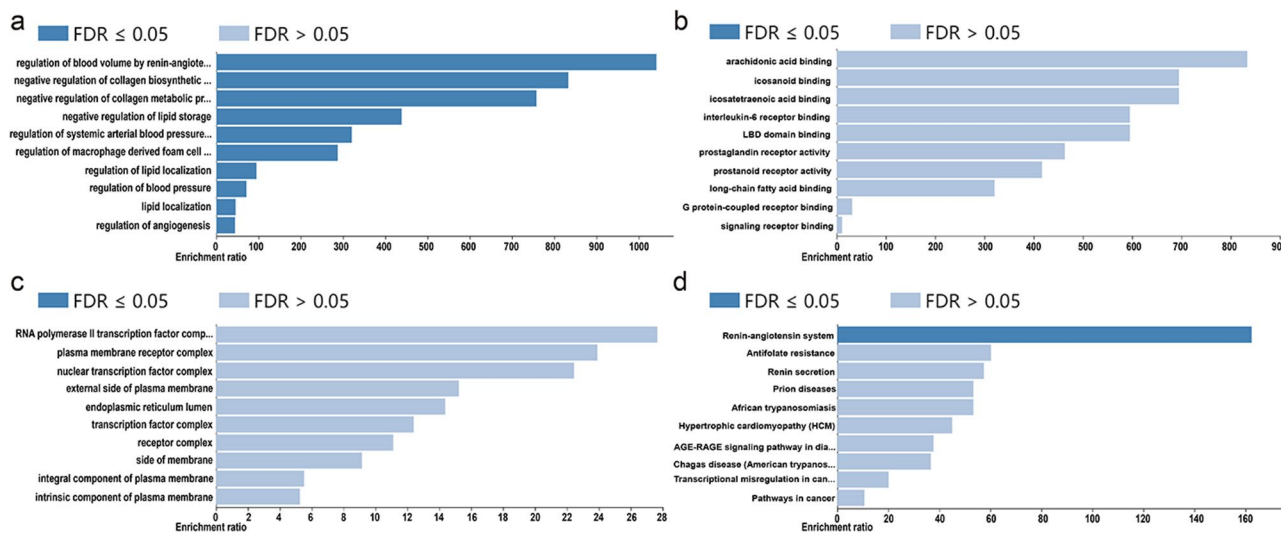 a
FDR ≤ 0.05 FDR > 0.05
regulation of blood volume by renin-angiote...
negative regulation of collagen biosynthetic ...
negative regulation of collagen metabolic pr...
negative regulation of lipid storage
regulation of systemic arterial blood pressure...
regulation of macrophage derived foam cell ...
regulation of lipid localization
regulation of blood pressure
lipid localization
regulation of angiogenesis
0 100 200 300 400 500 600 700 800 900 1000
Enrichment ratio
b
FDR ≤ 0.05 FDR > 0.05
arachidonic acid binding
icosanoid binding
icosatetraenoic acid binding
interleukin-6 receptor binding
LBD domain binding
prostaglandin receptor activity
prostanoid receptor activity
long-chain fatty acid binding
G protein-coupled receptor binding
signaling receptor binding
0 100 200 300 400 500 600 700 800 900
Enrichment ratio
c
FDR ≤ 0.05 FDR > 0.05
RNA polymerase II transcription factor comp...
plasma membrane receptor complex
nuclear transcription factor complex
external side of plasma membrane
endoplasmic reticulum lumen
transcription factor complex
receptor complex
side of membrane
integral component of plasma membrane
intrinsic component of plasma membrane
0 2 4 6 8 10 12 14 16 18 20 22 24 26 28
Enrichment ratio
d
FDR ≤ 0.05 FDR > 0.05
Renin-angiotensin system
Antifolate resistance
Renin secretion
Prion diseases
African trypanosomiasis
Hypertrophic cardiomyopathy (HCM)
AGE-RAGE signaling pathway in dia...
Chagas disease (American trypanos...
Transcriptional misregulation in can...
Pathways in cancer
0 20 40 60 80 100 120 140 160
Enrichment ratio